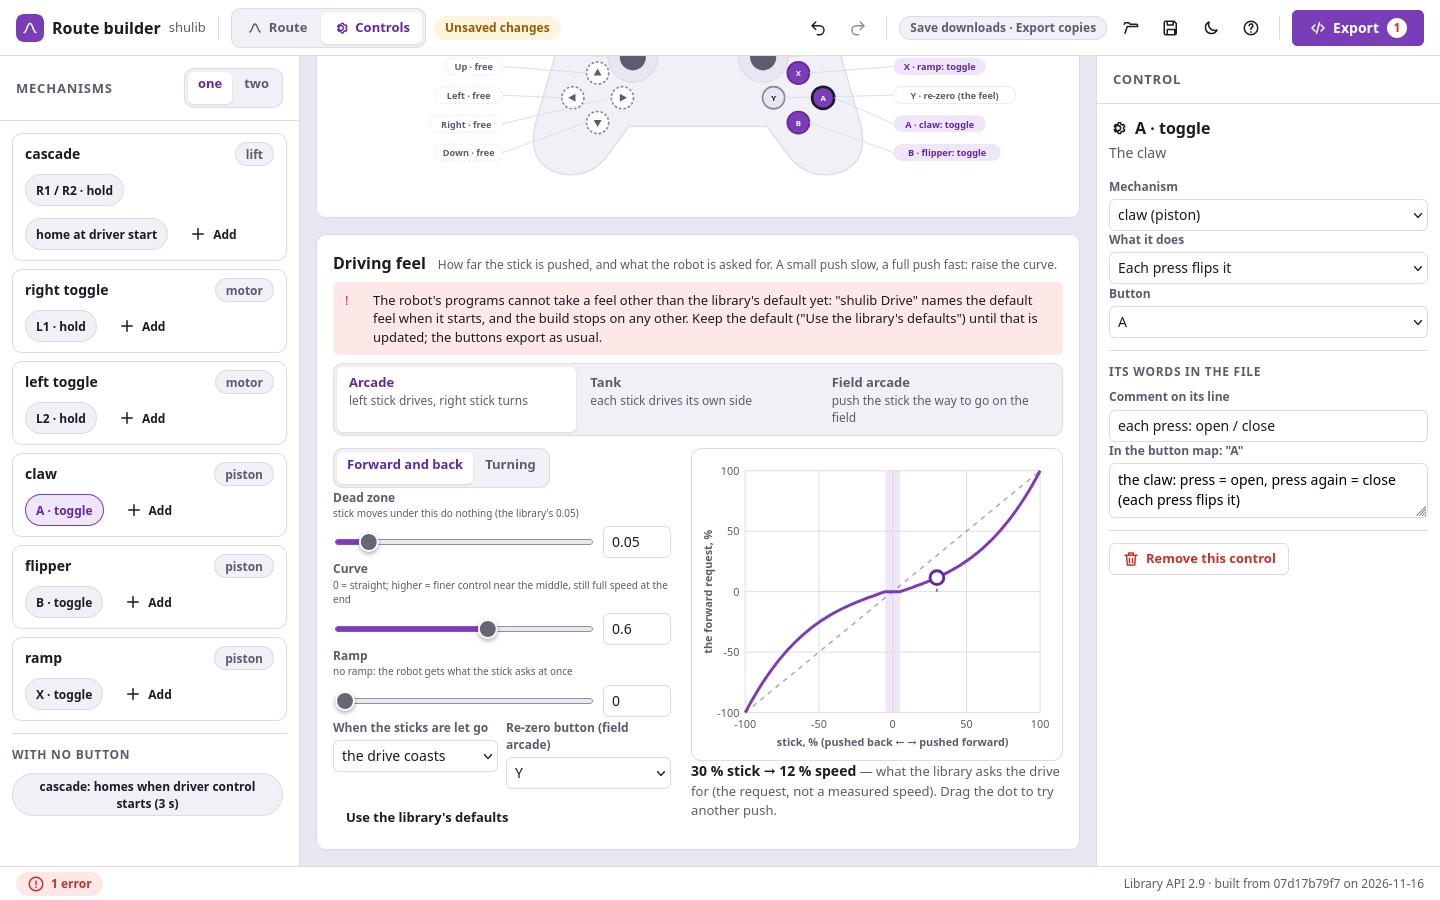 Route builder shulib Route Controls Unsaved changes Save downloads · Export copies Export 1
MECHANISMS one two
cascade lift
R1 / R2 · hold
home at driver start Add
right toggle motor
L1 · hold Add
left toggle motor
L2 · hold Add
claw piston
A · toggle Add
flipper piston
B · toggle Add
ramp piston
X · toggle Add
WITH NO BUTTON
cascade: homes when driver control
starts (3 s)
Up · free
Left · free
Right · free
Down · free
X
Y
A
B
X · ramp: toggle
Y · re-zero (the feel)
A · claw: toggle
B · flipper: toggle
Driving feel How far the stick is pushed, and what the robot is asked for. A small push slow, a full push fast: raise the curve.
! The robot's programs cannot take a feel other than the library's default yet: "shulib Drive" names the default
feel when it starts, and the build stops on any other. Keep the default ("Use the library's defaults") until that is
updated; the buttons export as usual.
Arcade
left stick drives, right stick turns
Tank
each stick drives its own side
Field arcade
push the stick the way to go on the
field
Forward and back Turning
Dead zone
stick moves under this do nothing (the library's 0.05)
0.05
Curve
0 = straight; higher = finer control near the middle, still full speed at the
end
0.6
Ramp
no ramp: the robot gets what the stick asks at once
0
When the sticks are let go
the drive coasts
Re-zero button (field
arcade)
Y
Use the library's defaults
the forward request, %
100
50
0
-50
-100
-100 -50 0 50 100
stick, % (pushed back ← → pushed forward)
30 % stick → 12 % speed — what the library asks the drive
for (the request, not a measured speed). Drag the dot to try
another push.
CONTROL
A · toggle
The claw
Mechanism
claw (piston)
What it does
Each press flips it
Button
A
ITS WORDS IN THE FILE
Comment on its line
each press: open / close
In the button map: "A"
the claw: press = open, press again = close
(each press flips it)
Remove this control
1 error
Library API 2.9 · built from 07d17b79f7 on 2026-11-16